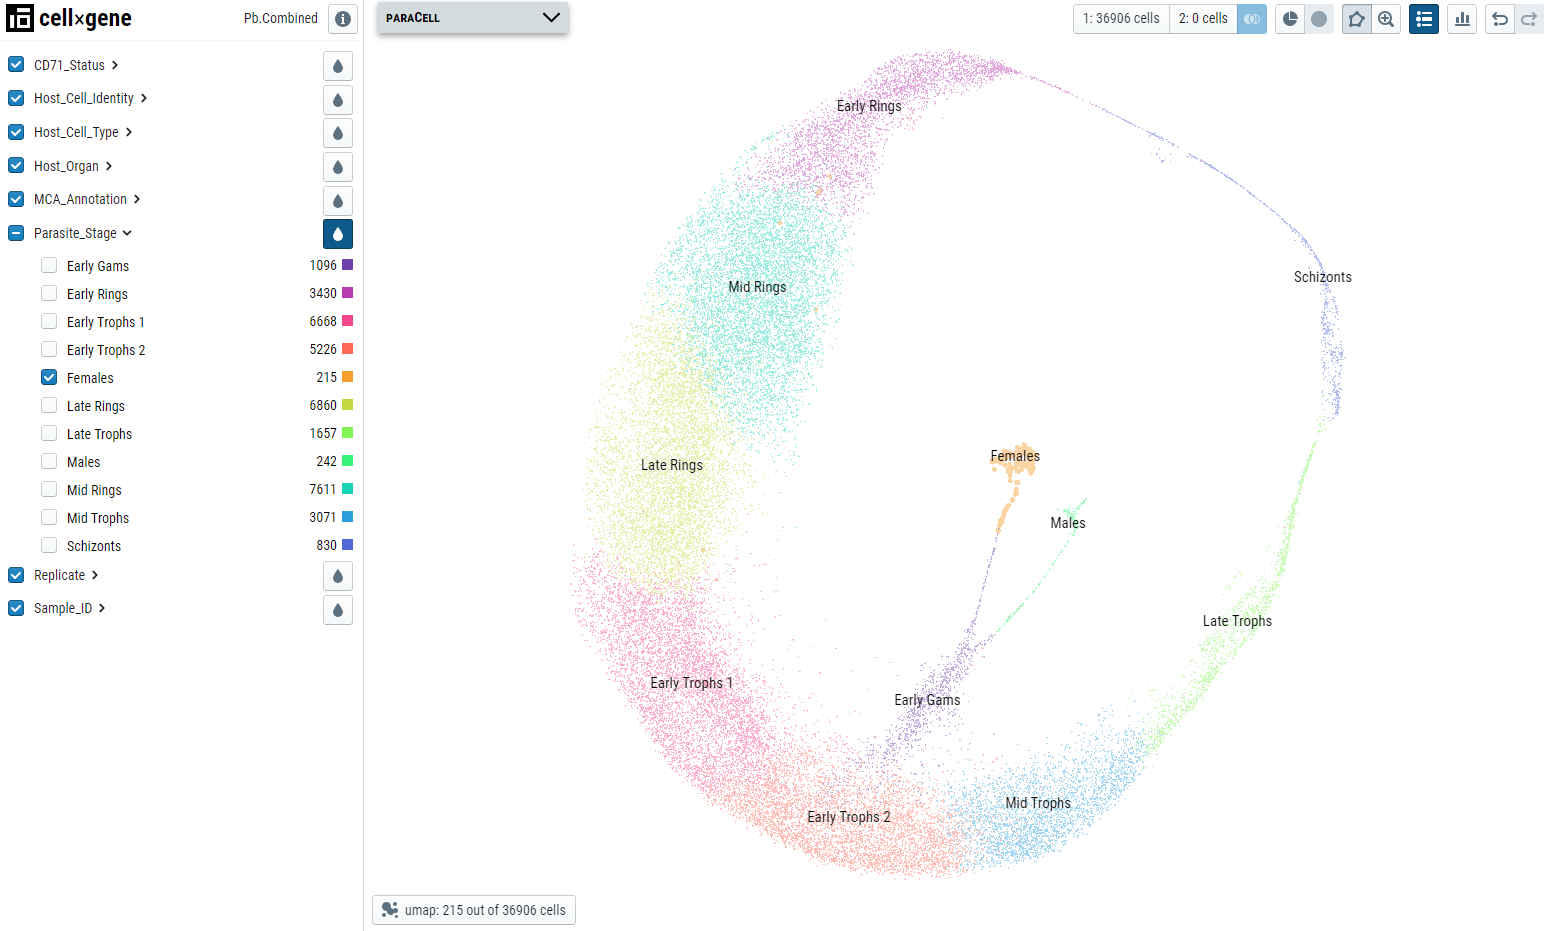 cell×gene
Pb.Combined
PARACELL
1: 36906 cells
2: 0 cells
CD71_Status
Host_Cell_Identity
Host_Cell_Type
Host_Organ
MCA_Annotation
Parasite_Stage
Early Gams 1096
Early Rings 3430
Early Trophs 1 6668
Early Trophs 2 5226
Females 215
Late Rings 6860
Late Trophs 1657
Males 242
Mid Rings 7611
Mid Trophs 3071
Schizonts 830
Replicate
Sample_ID
Early Rings
Schizonts
Mid Rings
Females
Late Rings
Males
Late Trophs
Early Trophs 1
Early Gams
Mid Trophs
Early Trophs 2
umap: 215 out of 36906 cells